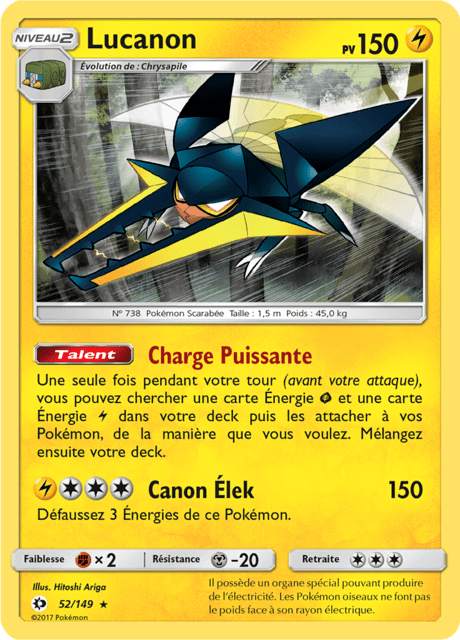 NIVEAU2 Lucanon PV150
Évolution de : Chrysapile
N° 738 Pokémon Scarabée Taille : 1,5 m Poids : 45,0 kg
Talent Charge Puissante
Une seule fois pendant votre tour (avant votre attaque),
vous pouvez chercher une carte Énergie et une carte
Énergie dans votre deck puis les attacher à vos
Pokémon, de la manière que vous voulez. Mélangez
ensuite votre deck.
Canon Élek 150
Défaussez 3 Énergies de ce Pokémon.
Faiblesse ×2 Résistance -20 Retraite
Illus. Hitoshi Ariga
52/149 ★
©2017 Pokémon
Il possède un organe spécial pouvant produire
de l'électricité. Les Pokémon oiseaux ne font pas
le poids face à son rayon électrique.